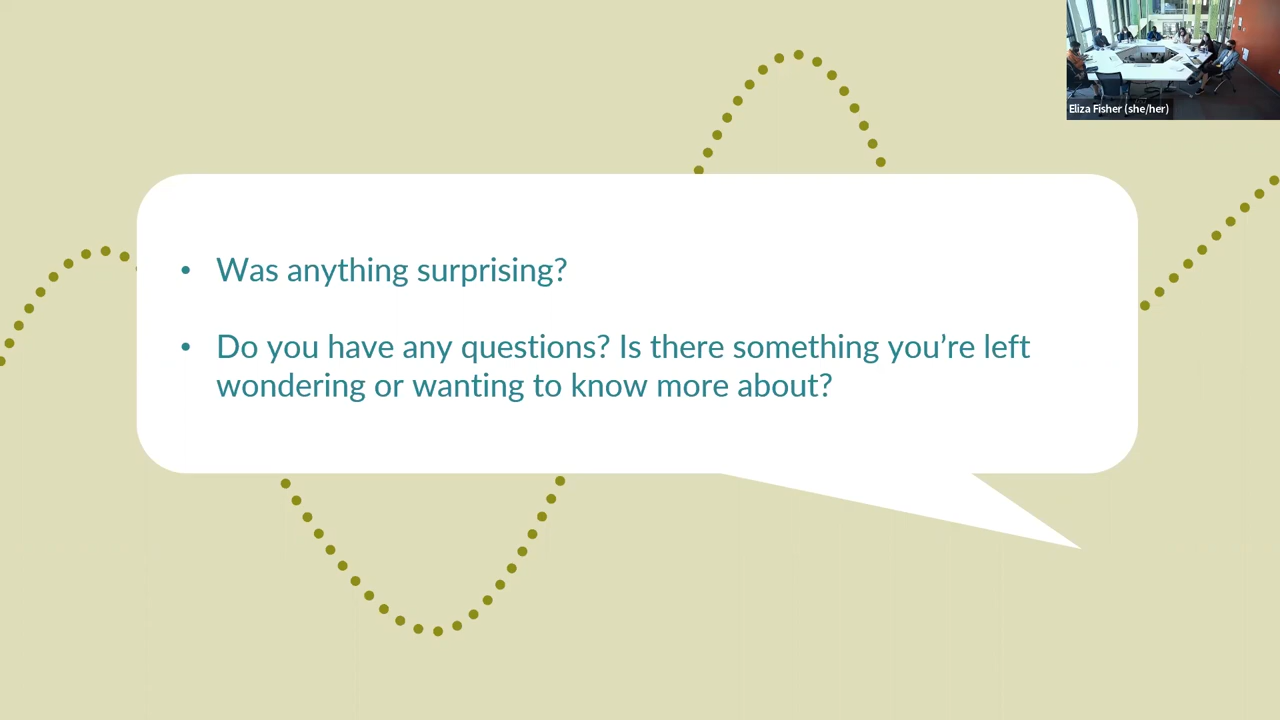 Eliza Fisher (she/her)
• Was anything surprising?
• Do you have any questions? Is there something you’re left
wondering or wanting to know more about?